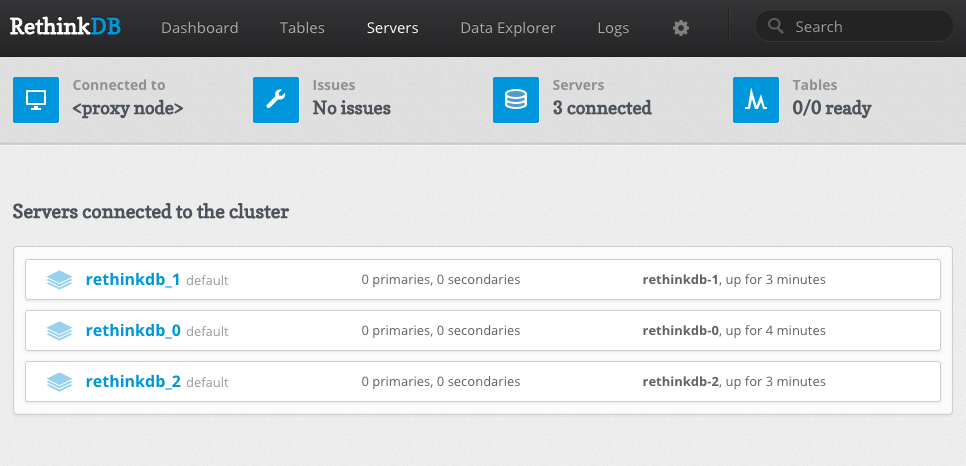 RethinkDB Dashboard Tables Servers Data Explorer Logs Search
Connected to Issues Servers Tables
<proxy node> No issues 3 connected 0/0 ready
Servers connected to the cluster
rethinkdb_1 default 0 primaries, 0 secondaries rethinkdb-1, up for 3 minutes
rethinkdb_0 default 0 primaries, 0 secondaries rethinkdb-0, up for 4 minutes
rethinkdb_2 default 0 primaries, 0 secondaries rethinkdb-2, up for 3 minutes